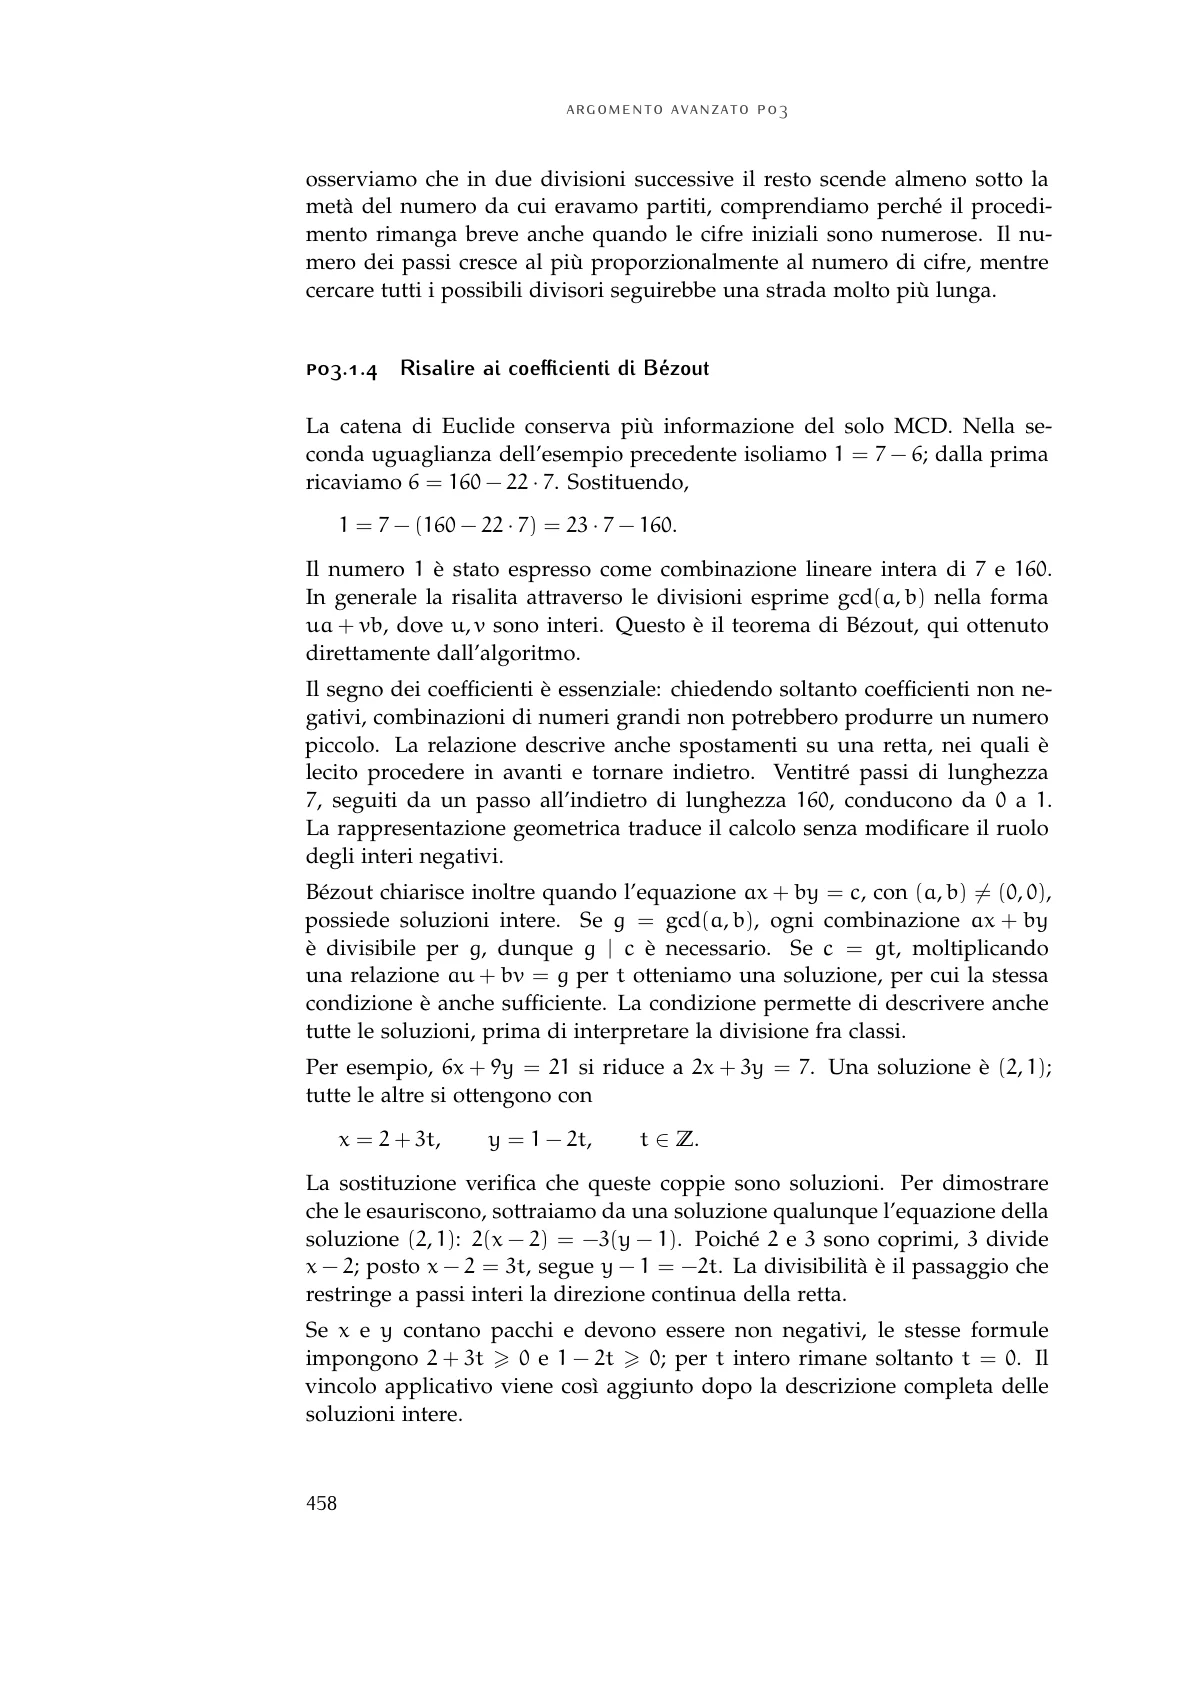 ARGOMENTO AVANZATO P03
osserviamo che in due divisioni successive il resto scende almeno sotto la
metà del numero da cui eravamo partiti, comprendiamo perché il procedi-
mento rimanga breve anche quando le cifre iniziali sono numerose. Il nu-
mero dei passi cresce al più proporzionalmente al numero di cifre, mentre
cercare tutti i possibili divisori seguirebbe una strada molto più lunga.
P03.1.4 Risalire ai coefficienti di Bézout
La catena di Euclide conserva più informazione del solo MCD. Nella se-
conda uguaglianza dell'esempio precedente isoliamo 1 = 7 − 6; dalla prima
ricaviamo 6 = 160 − 22 · 7. Sostituendo,
1 = 7 − (160 − 22 · 7) = 23 · 7 − 160.
Il numero 1 è stato espresso come combinazione lineare intera di 7 e 160.
In generale la risalita attraverso le divisioni esprime gcd(a, b) nella forma
ua + vb, dove u, v sono interi. Questo è il teorema di Bézout, qui ottenuto
direttamente dall'algoritmo.
Il segno dei coefficienti è essenziale: chiedendo soltanto coefficienti non ne-
gativi, combinazioni di numeri grandi non potrebbero produrre un numero
piccolo. La relazione descrive anche spostamenti su una retta, nei quali è
lecito procedere in avanti e tornare indietro. Ventitré passi di lunghezza
7, seguiti da un passo all'indietro di lunghezza 160, conducono da 0 a 1.
La rappresentazione geometrica traduce il calcolo senza modificare il ruolo
degli interi negativi.
Bézout chiarisce inoltre quando l'equazione ax + by = c, con (a, b) ≠ (0, 0),
possiede soluzioni intere. Se g = gcd(a, b), ogni combinazione ax + by
è divisibile per g, dunque g | c è necessario. Se c = gt, moltiplicando
una relazione au + bv = g per t otteniamo una soluzione, per cui la stessa
condizione è anche sufficiente. La condizione permette di descrivere anche
tutte le soluzioni, prima di interpretare la divisione fra classi.
Per esempio, 6x + 9y = 21 si riduce a 2x + 3y = 7. Una soluzione è (2, 1);
tutte le altre si ottengono con
x = 2 + 3t, y = 1 − 2t, t ∈ ℤ.
La sostituzione verifica che queste coppie sono soluzioni. Per dimostrare
che le esauriscono, sottraiamo da una soluzione qualunque l'equazione della
soluzione (2, 1): 2(x − 2) = −3(y − 1). Poiché 2 e 3 sono coprimi, 3 divide
x − 2; posto x − 2 = 3t, segue y − 1 = −2t. La divisibilità è il passaggio che
restringe a passi interi la direzione continua della retta.
Se x e y contano pacchi e devono essere non negativi, le stesse formule
impongono 2 + 3t ⩾ 0 e 1 − 2t ⩾ 0; per t intero rimane soltanto t = 0. Il
vincolo applicativo viene così aggiunto dopo la descrizione completa delle
soluzioni intere.
458